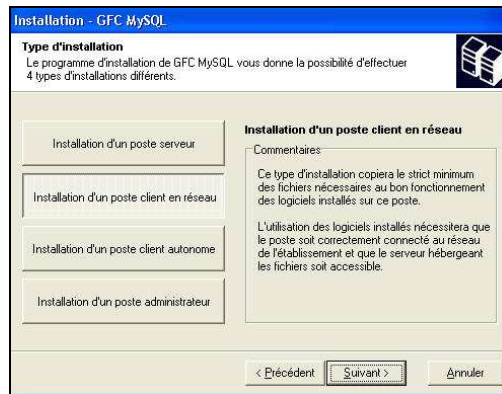 Installation - GFC MySQL
Type d'installation
Le programme d'installation de GFC MySQL vous donne la possibilité d'effectuer
4 types d'installations différents.
Installation d'un poste serveur
Installation d'un poste client en réseau
Installation d'un poste client autonome
Installation d'un poste administrateur
Installation d'un poste client en réseau
Commentaires
Ce type d'installation copiera le strict minimum
des fichiers nécessaires au bon fonctionnement
des logiciels installés sur ce poste.
L'utilisation des logiciels installés nécessitera que
le poste soit correctement connecté au réseau
de l'établissement et que le serveur hébergeant
les fichiers soit accessible.
< Précédent
Suivant >
Annuler